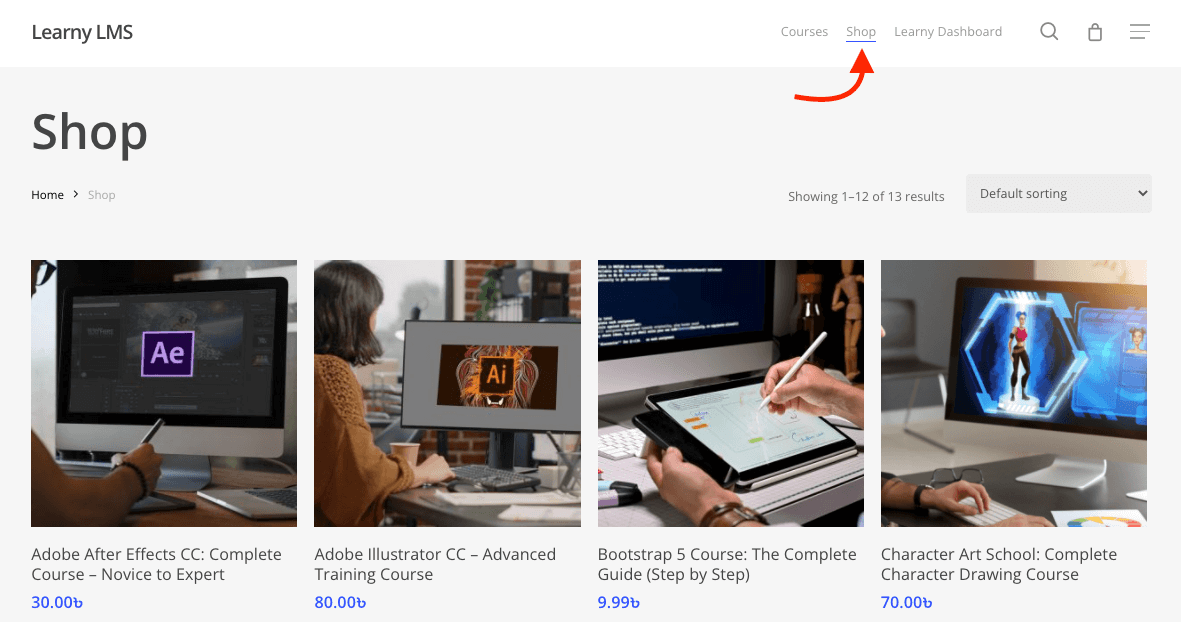 Learny LMS
Courses Shop Learny Dashboard
Shop
Home > Shop
Showing 1–12 of 13 results
Default sorting
Ae
Ai
Adobe After Effects CC: Complete
Course – Novice to Expert
30.00৳
Adobe Illustrator CC – Advanced
Training Course
80.00৳
Bootstrap 5 Course: The Complete
Guide (Step by Step)
9.99৳
Character Art School: Complete
Character Drawing Course
70.00৳